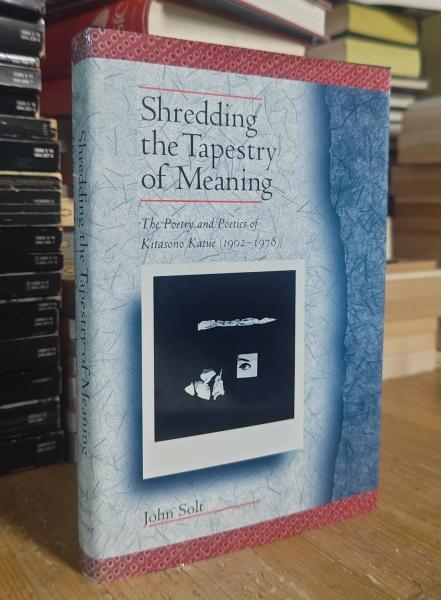 Shredding
the Tapestry
of Meaning
The Poetry and Poetics of
Kitasono Katue (1902–1978)
John Solt
Shredding the Tapestry of Meaning